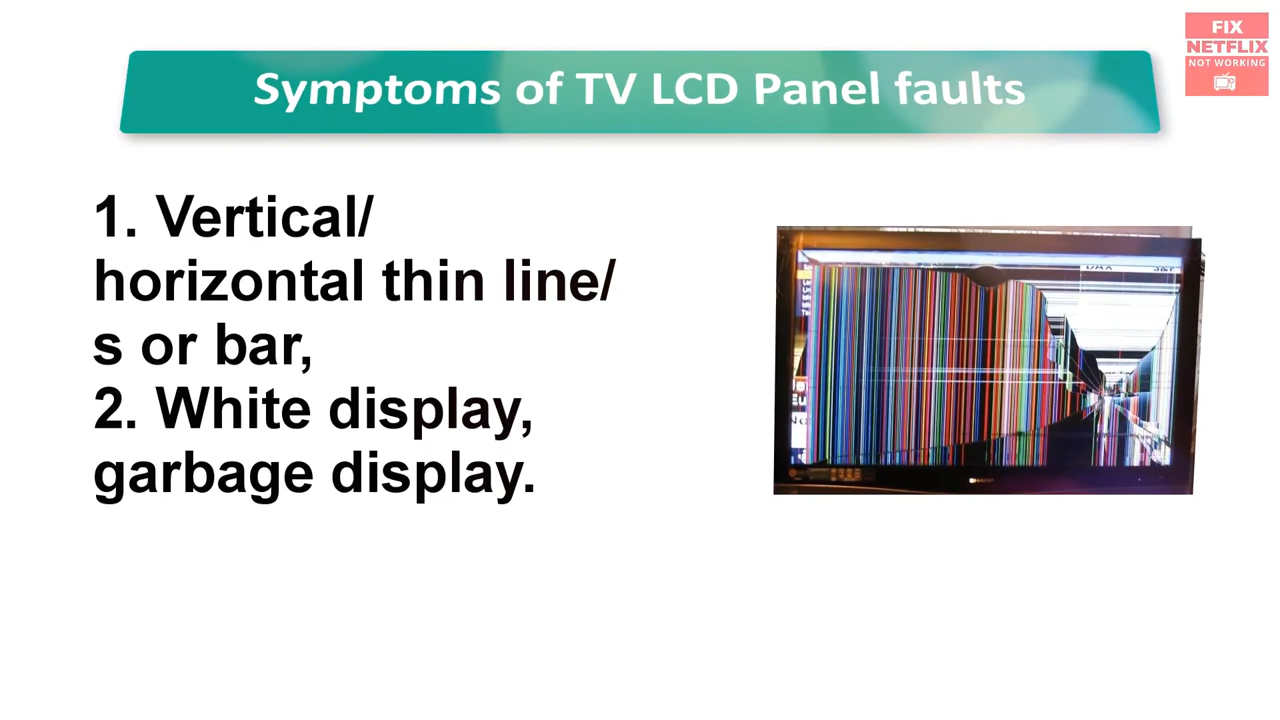 FIX
NETFLIX
NOT WORKING
Symptoms of TV LCD Panel faults
1. Vertical/
horizontal thin line/
s or bar,
2. White display,
garbage display.
SHARP